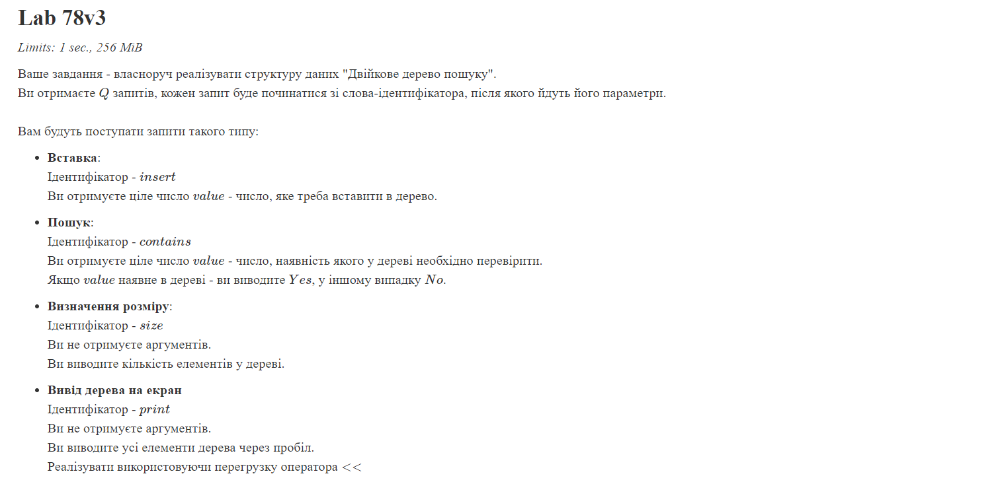 Lab 78v3
Limits: 1 sec., 256 MiB
Ваше завдання - власноруч реалізувати структуру даних "Двійкове дерево пошуку".
Ви отримаєте Q запитів, кожен запит буде починатися зі слова-ідентифікатора, після якого йдуть його параметри.
Вам будуть поступати запити такого типу:
• Вставка:
Ідентифікатор - insert
Ви отримуєте ціле число value - число, яке треба вставити в дерево.
• Пошук:
Ідентифікатор - contains
Ви отримуєте ціле число value - число, наявність якого у дереві необхідно перевірити.
Якщо value наявне в дереві - ви виводите Yes, у іншому випадку No.
• Визначення розміру:
Ідентифікатор - size
Ви не отримуєте аргументів.
Ви виводите кількість елементів у дереві.
• Вивід дерева на екран
Ідентифікатор - print
Ви не отримуєте аргументів.
Ви виводите усі елементи дерева через пробіл.
Реалізувати використовуючи перегрузку оператора <<